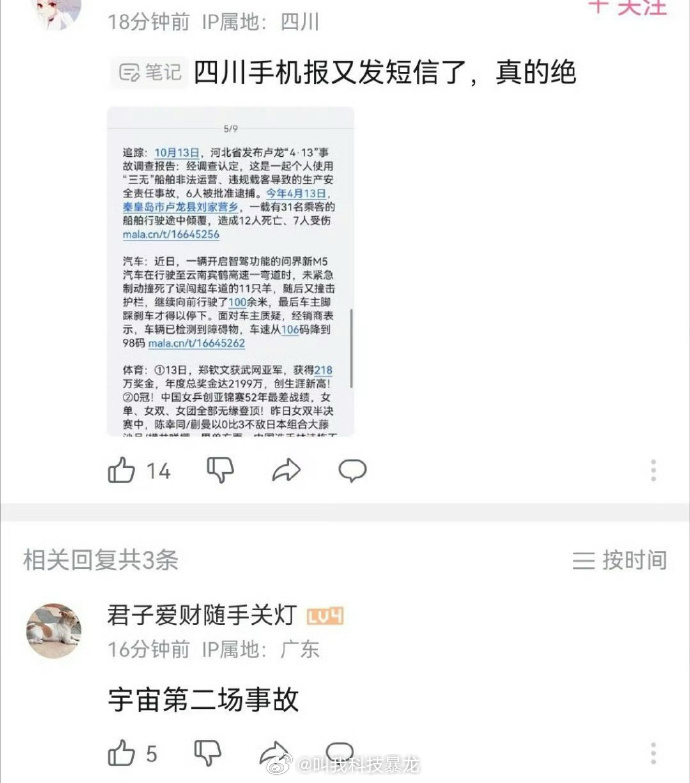 18分钟前 IP属地：四川
十关注
笔记 四川手机报又发短信了，真的绝
5/9
追踪：10月13日，河北省发布卢龙“4·13”事
故调查报告：经调查认定，这是一起个人使用
“三无”船舶非法运营、违规载客导致的生产安
全责任事故，6人被批准逮捕。今年4月13日，
秦皇岛市卢龙县刘家营乡，一载有31名乘客的
船舶行驶途中倾覆，造成12人死亡、7人受伤
mala.cn/t/16645256
汽车：近日，一辆开启智驾功能的问界新M5
汽车在行驶至云南宾鹤高速一弯道时，未紧急
制动撞死了误闯超车道的11只羊，随后又撞击
护栏，继续向前行驶了100余米，最后车主脚
踩刹车才得以停下。面对车主质疑，经销商表
示，车辆已检测到障碍物，车速从106码降到
98码 mala.cn/t/16645262
体育：①13日，郑钦文获武网亚军，获得218
万奖金，年度总奖金达2199万，创生涯新高！
②0冠！中国女乒创亚锦赛52年最差战绩，女
单、女双、女团全部无缘登顶！昨日女双半决
赛中，陈幸同/蒯曼以0比3不敌日本组合大藤
14
相关回复共3条
按时间
君子爱财随手关灯 LV4
16分钟前 IP属地：广东
宇宙第二场事故
5
@叫我科技暴龙